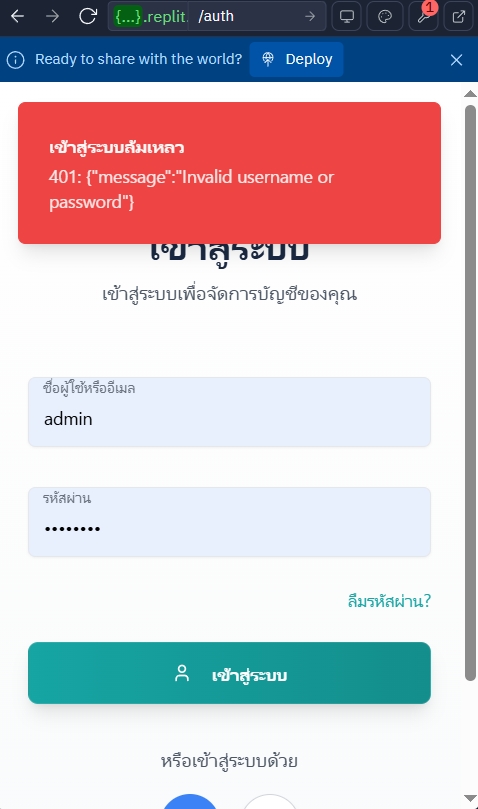 {...}.replit. /auth
1
Ready to share with the world? Deploy
เข้าสู่ระบบล้มเหลว
401: {"message":"Invalid username or
password"}
เข้าสู่ระบบ
เข้าสู่ระบบเพื่อจัดการบัญชีของคุณ
ชื่อผู้ใช้หรืออีเมล
admin
รหัสผ่าน
••••••••
ลืมรหัสผ่าน?
เข้าสู่ระบบ
หรือเข้าสู่ระบบด้วย